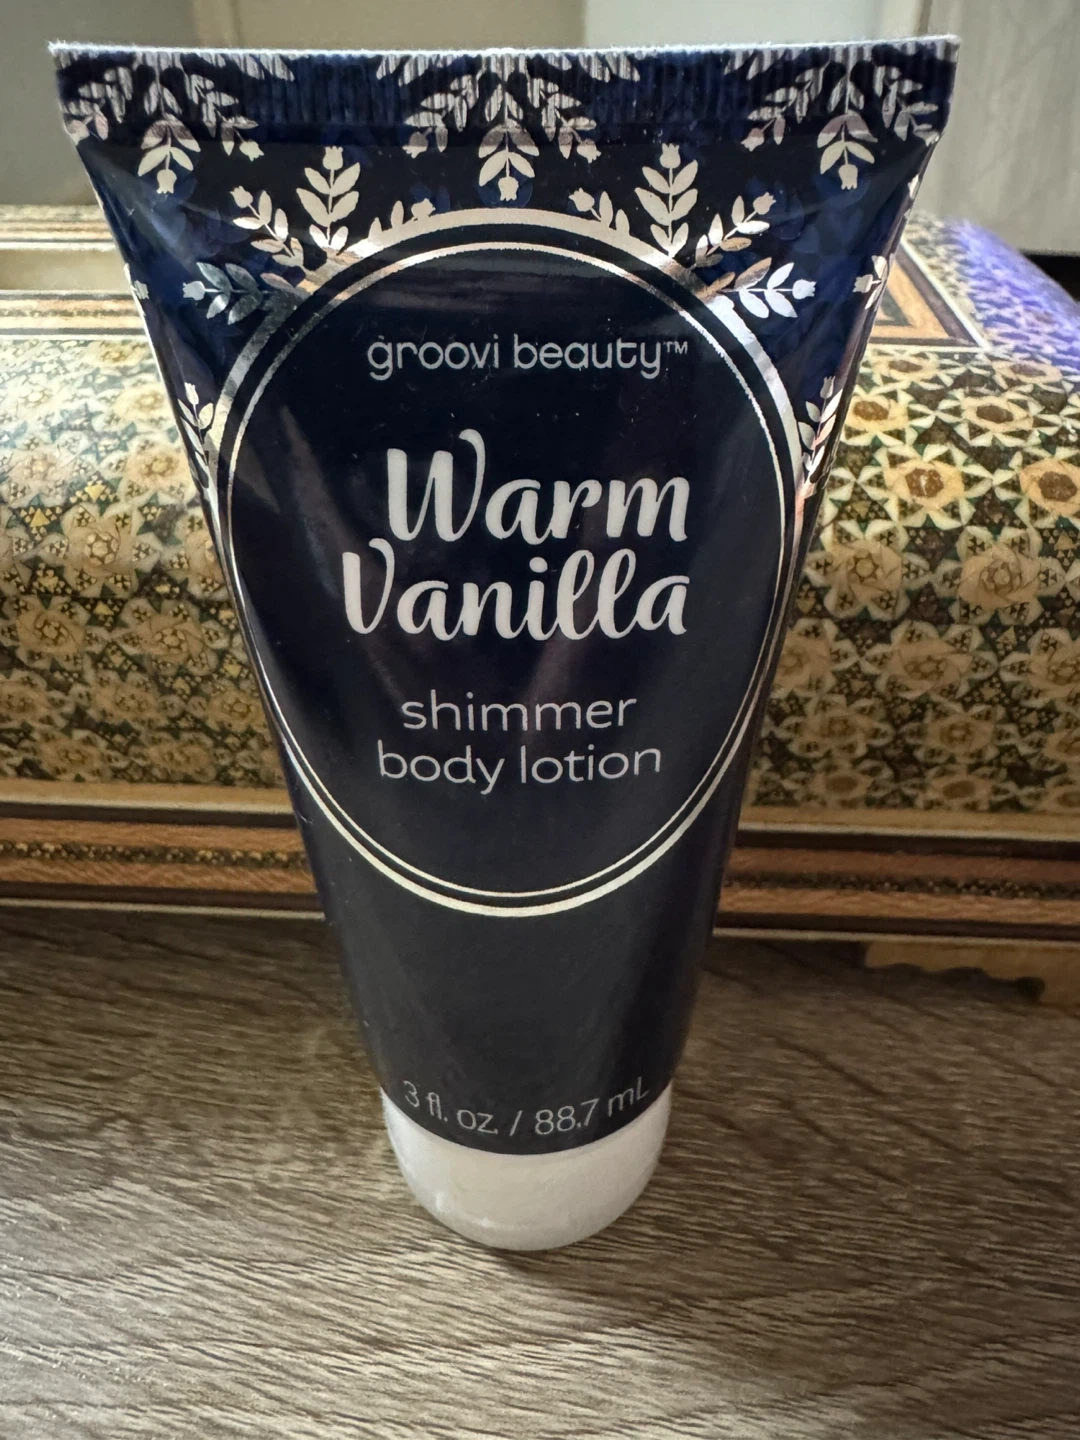 groovi beauty™
Warm
Vanilla
shimmer
body lotion
3 fl. oz. / 88.7 mL